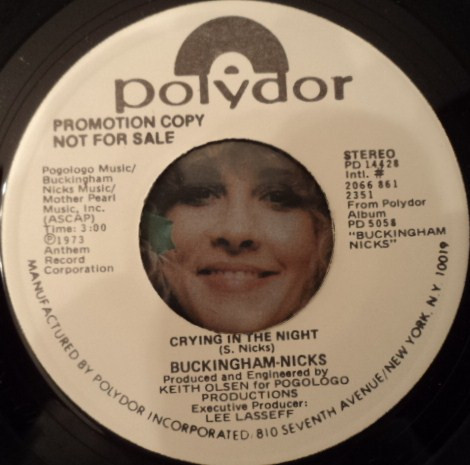 polydor
PROMOTION COPY
NOT FOR SALE
Pogologo Music/
Buckingham
Nicks Music/
Mother Pearl
Music, Inc.
(ASCAP)
Time: 3:00
Ⓟ1973
Anthem
Record
Corporation
STEREO
PD 14428
Intl. #
2066 861
2351
From Polydor
Album
PD 5058
"BUCKINGHAM
NICKS"
CRYING IN THE NIGHT
(S. Nicks)
BUCKINGHAM-NICKS
Produced and Engineered by
KEITH OLSEN for POGOLOGO
PRODUCTIONS
Executive Producer:
LEE LASSEFF
MANUFACTURED BY POLYDOR INCORPORATED: 810 SEVENTH AVENUE/NEW YORK, N.Y. 10019